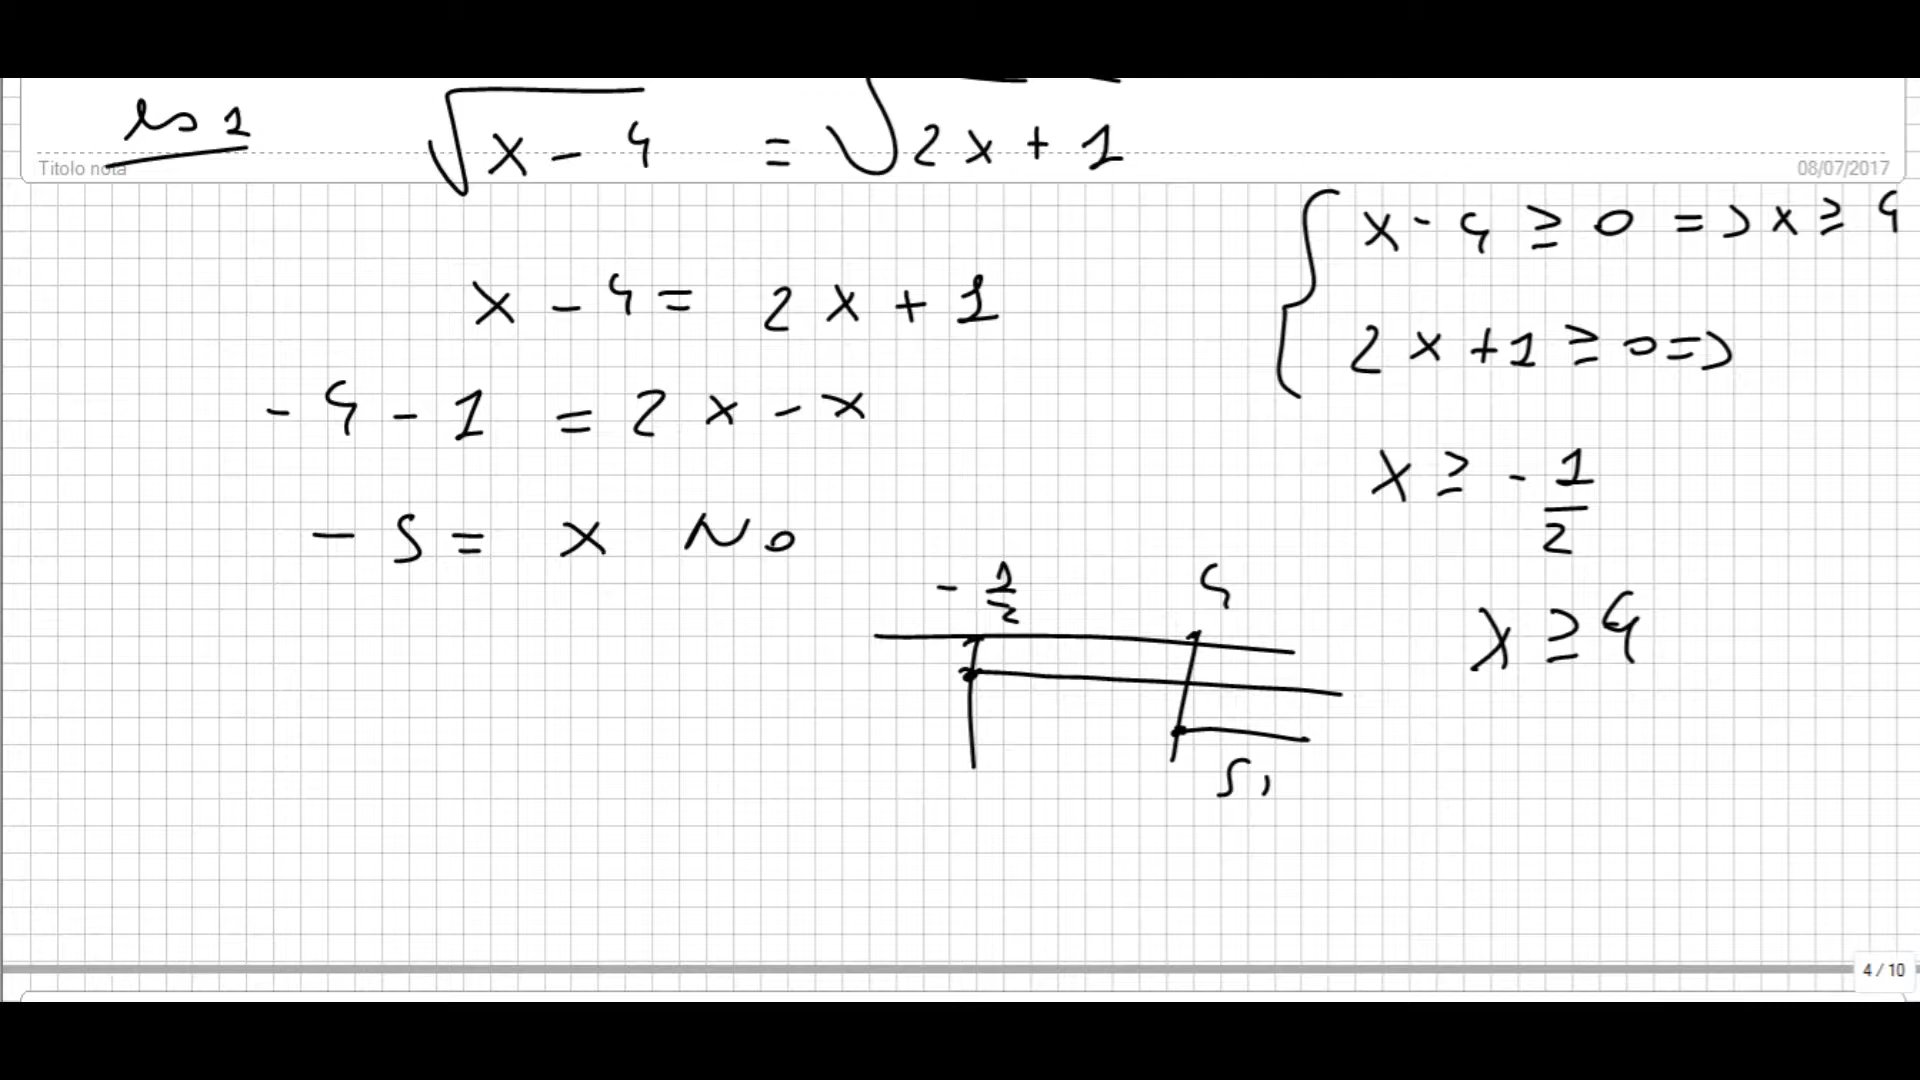 es 1
√x - 4 = √2x + 1
Titolo nota
08/07/2017
x - 4 ≥ 0 => x ≥ 4
x - 4 = 2x + 1
2x + 1 ≥ 0 =>
- 4 - 1 = 2x - x
x ≥ - 1/2
- 5 = x No
- 1/2 4
x ≥ 4
Si
4 / 10